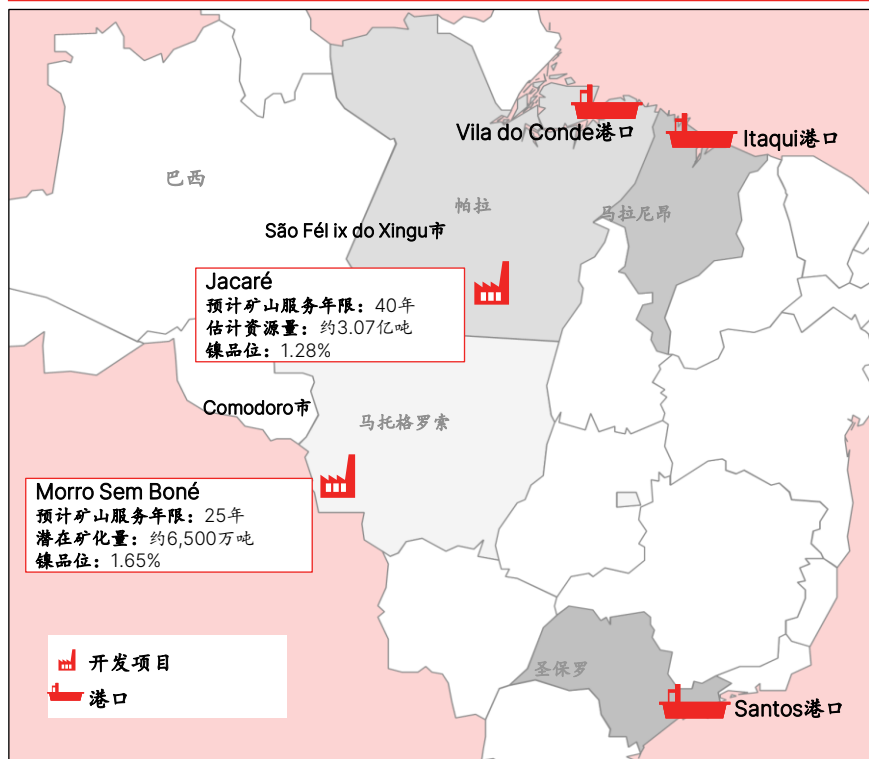 Vila do Conde港口
Itaqui港口
巴西
帕拉
马拉尼昂
São Fél ix do Xingu市
Jacaré
预计矿山服务年限：40年
估计资源量：约3.07亿吨
镍品位：1.28%
Comodoro市
马托格罗索
Morro Sem Boné
预计矿山服务年限：25年
潜在矿化量：约6,500万吨
镍品位：1.65%
开发项目
港口
圣保罗
Santos港口